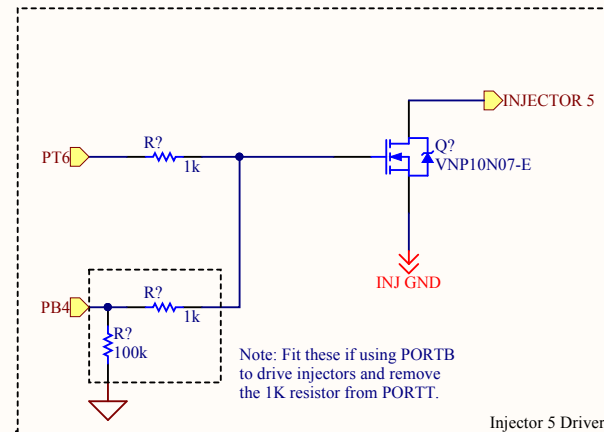 INJECTOR 5
R?
Q?
PT6
1k
VNP10N07-E
INJ GND
R?
PB4
1k
R?
100k
Note: Fit these if using PORTB
to drive injectors and remove
the 1K resistor from PORTT.
Injector 5 Driver